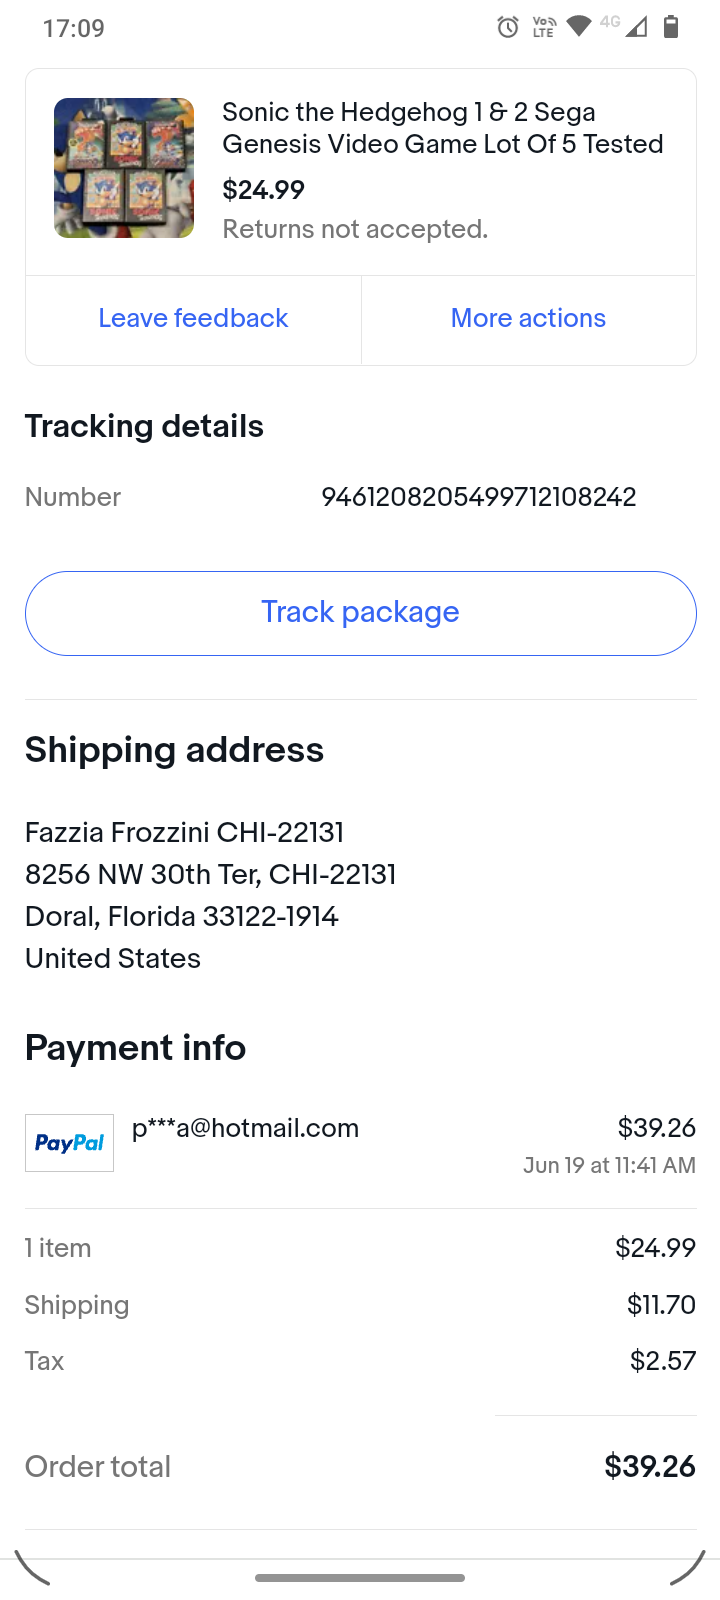 17:09
Vo
LTE
4G
Sonic the Hedgehog 1 & 2 Sega
Genesis Video Game Lot Of 5 Tested
$24.99
Returns not accepted.
Leave feedback
More actions
Tracking details
Number 9461208205499712108242
Track package
Shipping address
Fazzia Frozzini CHI-22131
8256 NW 30th Ter, CHI-22131
Doral, Florida 33122-1914
United States
Payment info
PayPal p***a@hotmail.com $39.26
Jun 19 at 11:41 AM
1 item $24.99
Shipping $11.70
Tax $2.57
Order total $39.26